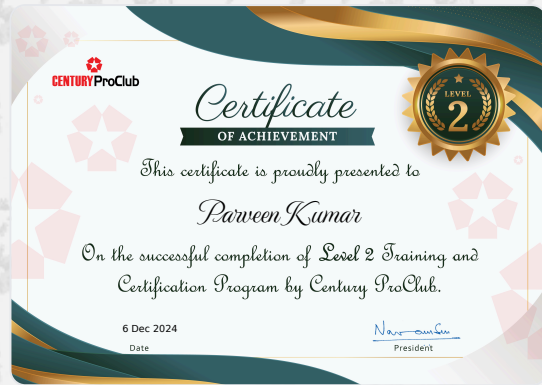 CENTURY ProClub
LEVEL
2
Certificate
OF ACHIEVEMENT
This certificate is proudly presented to
Parveen Kumar
On the successful completion of Level 2 Training and
Certification Program by Century ProClub.
6 Dec 2024
Date
President